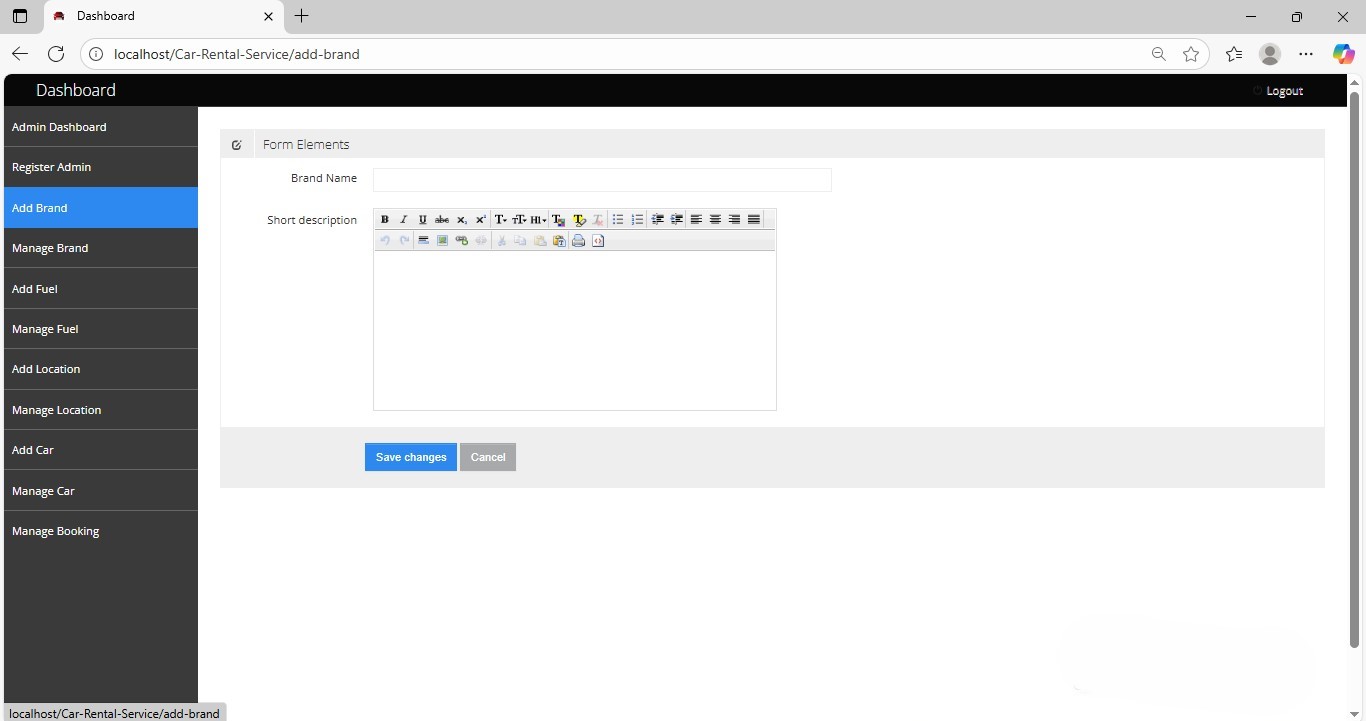 Dashboard
localhost/Car-Rental-Service/add-brand
Dashboard
Logout
Admin Dashboard
Register Admin
Add Brand
Manage Brand
Add Fuel
Manage Fuel
Add Location
Manage Location
Add Car
Manage Car
Manage Booking
Form Elements
Brand Name
Short description
B I U abc x, x² T T H1 T T T
Save changes Cancel
localhost/Car-Rental-Service/add-brand